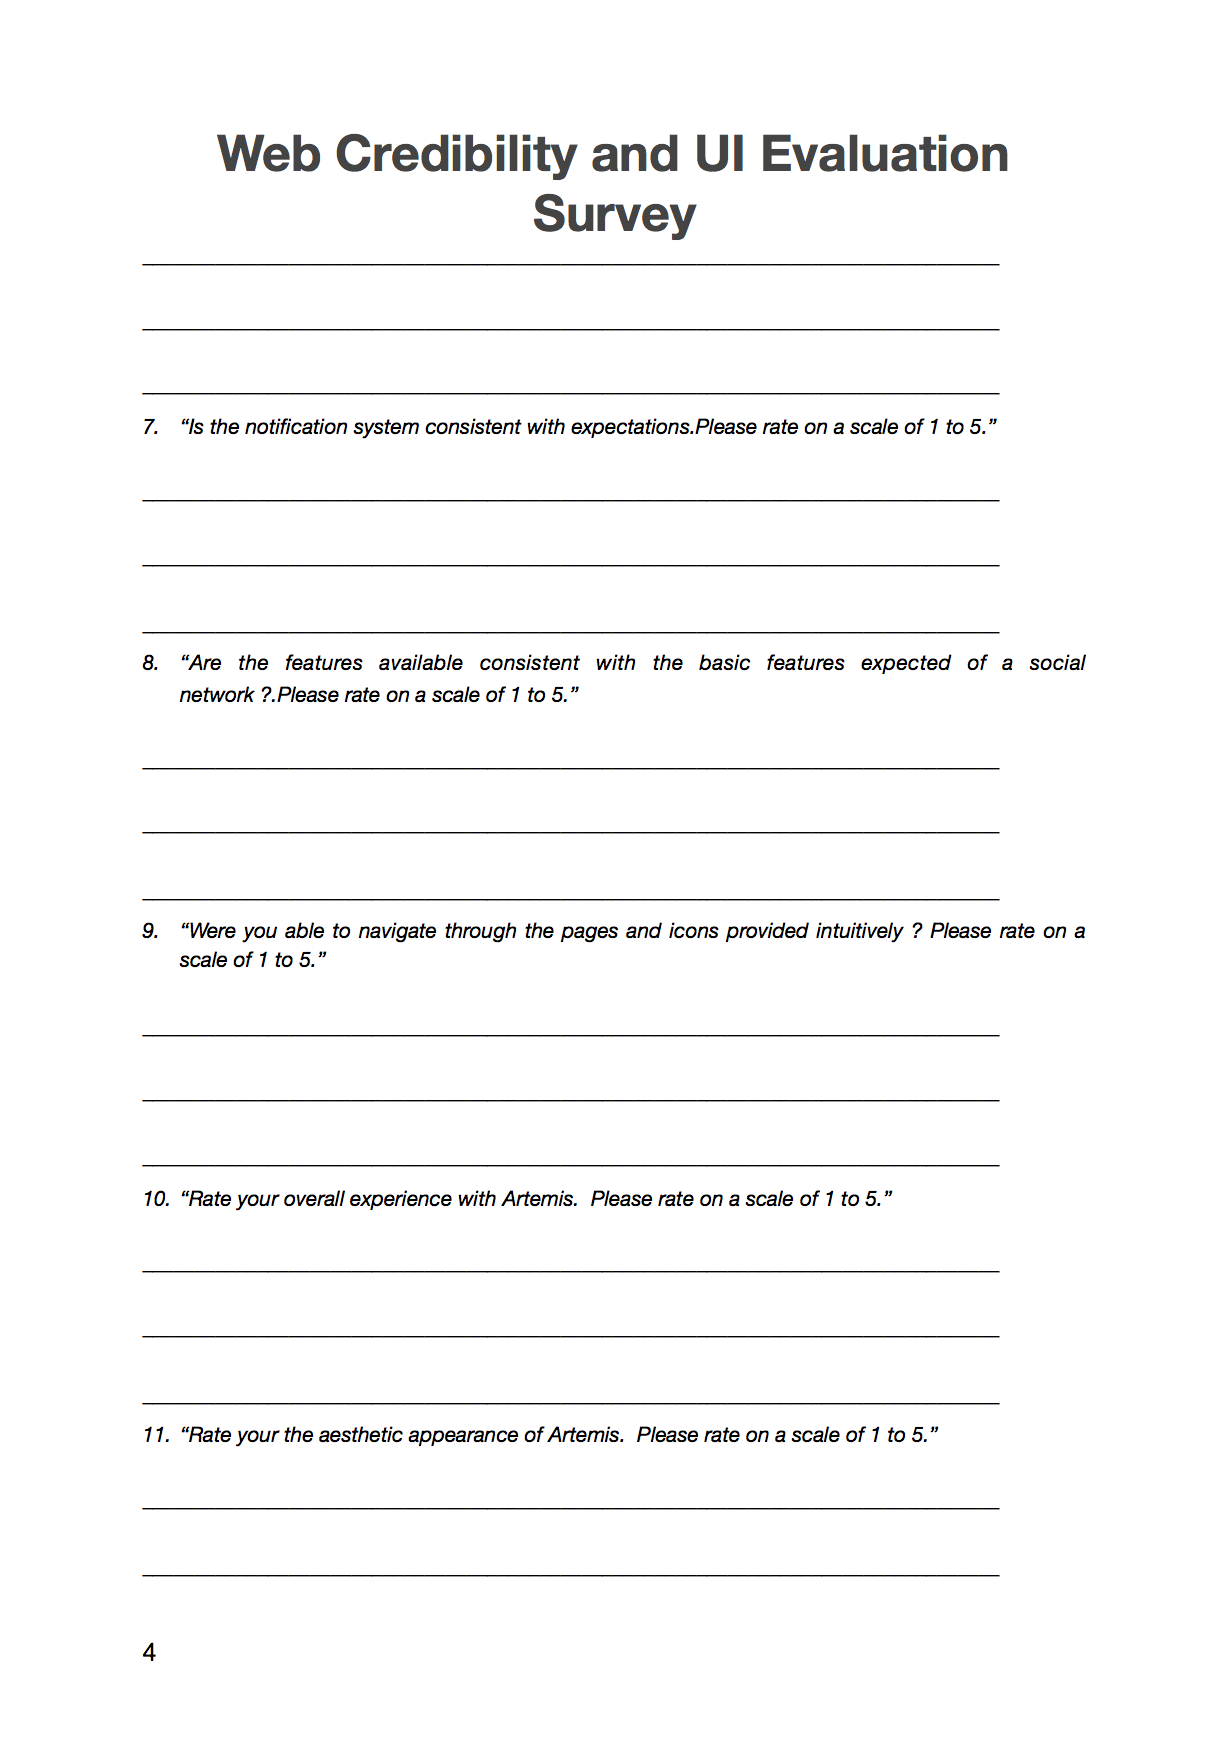 Web Credibility and UI Evaluation
Survey
7. “Is the notification system consistent with expectations.Please rate on a scale of 1 to 5.”
8. “Are the features available consistent with the basic features expected of a social
network ?.Please rate on a scale of 1 to 5.”
9. “Were you able to navigate through the pages and icons provided intuitively ? Please rate on a
scale of 1 to 5.”
10. “Rate your overall experience with Artemis.  Please rate on a scale of 1 to 5.”
11. “Rate your the aesthetic appearance of Artemis.  Please rate on a scale of 1 to 5.”
4